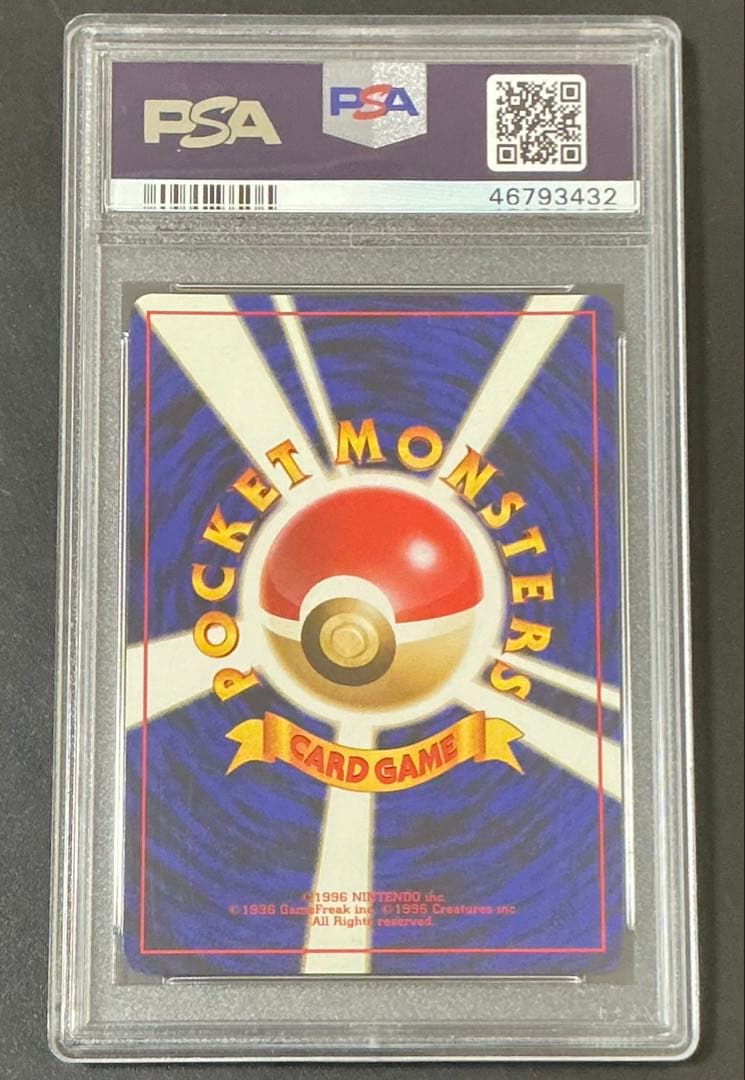 PSA
PSA
46793432
POCKET MONSTERS
CARD GAME
©1996 NINTENDO inc.
©1996 GameFreak inc. ©1996 Creatures inc
All Rights reserved.